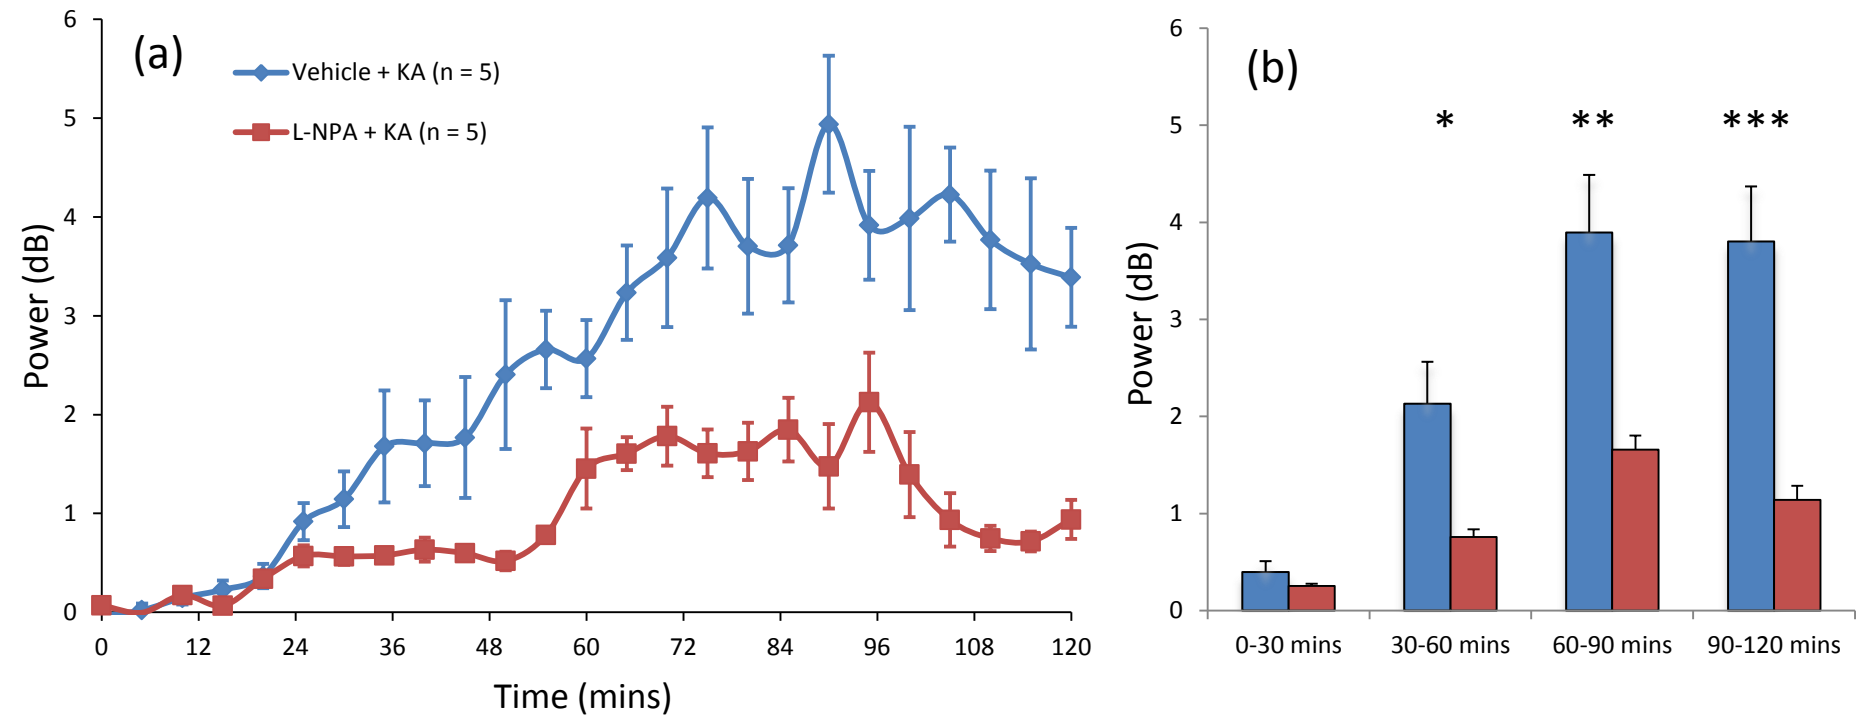 (a)
Vehicle + KA (n = 5)
L-NPA + KA (n = 5)
Power (dB)
6
5
4
3
2
1
0
0 12 24 36 48 60 72 84 96 108 120
Time (mins)
(b)
* ** ***
Power (dB)
6
5
4
3
2
1
0
0-30 mins 30-60 mins 60-90 mins 90-120 mins